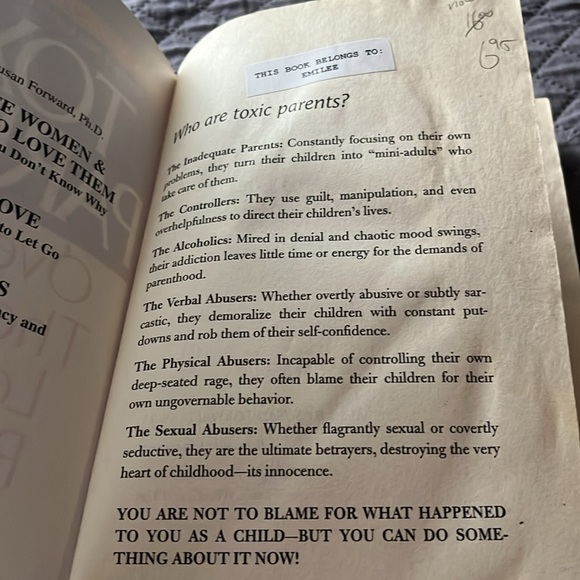 usan Forward, Ph.D.
E WOMEN &
O LOVE THEM
u Don't Know Why
OVE
to Let Go
S
cy and
now
1600
6.95
THIS BOOK BELONGS TO:
EMILEE
Who are toxic parents?
The Inadequate Parents: Constantly focusing on their own
problems, they turn their children into "mini-adults" who
take care of them.
The Controllers: They use guilt, manipulation, and even
overhelpfulness to direct their children's lives.
The Alcoholics: Mired in denial and chaotic mood swings,
their addiction leaves little time or energy for the demands of
parenthood.
The Verbal Abusers: Whether overtly abusive or subtly sar-
castic, they demoralize their children with constant put-
downs and rob them of their self-confidence.
The Physical Abusers: Incapable of controlling their own
deep-seated rage, they often blame their children for their
own ungovernable behavior.
The Sexual Abusers: Whether flagrantly sexual or covertly
seductive, they are the ultimate betrayers, destroying the very
heart of childhood—its innocence.
YOU ARE NOT TO BLAME FOR WHAT HAPPENED
TO YOU AS A CHILD—BUT YOU CAN DO SOME-
THING ABOUT IT NOW!